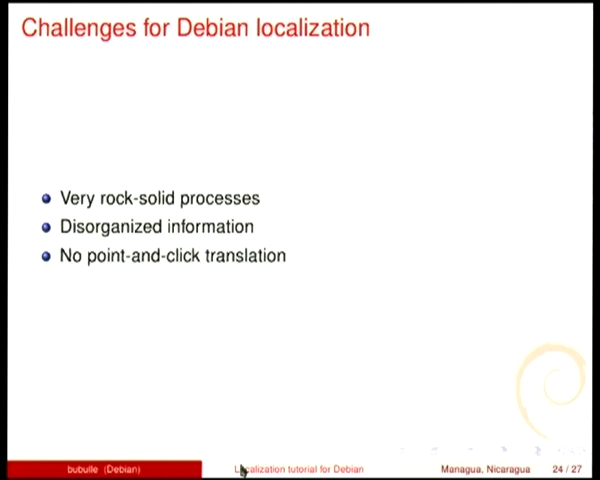 Challenges for Debian localization
Very rock-solid processes
Disorganized information
No point-and-click translation
bubulle (Debian)
Localization tutorial for Debian
Managua, Nicaragua
24 / 27